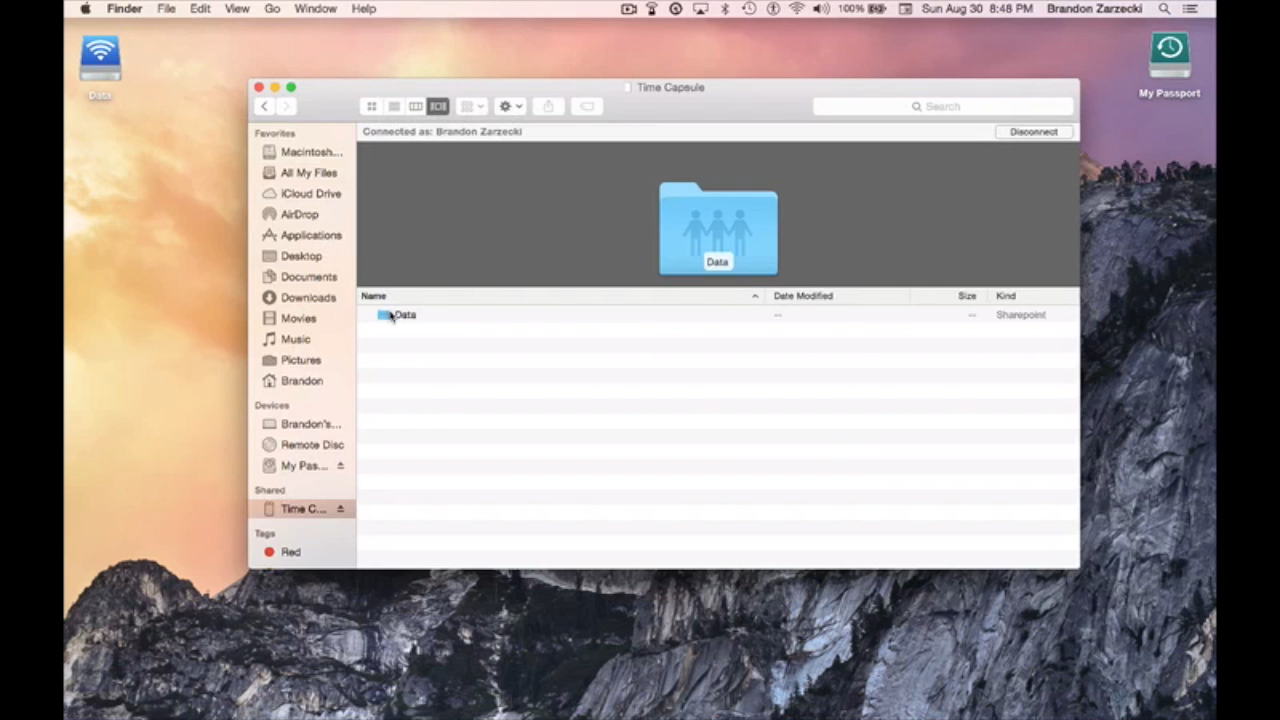 Finder File Edit View Go Window Help 100% Sun Aug 30 8:48 PM Brandon Zarzecki
Data
My Passport
Time Capsule
Search
Connected as: Brandon Zarzecki
Disconnect
Favorites
Macintosh...
All My Files
iCloud Drive
AirDrop
Applications
Desktop
Documents
Downloads
Movies
Music
Pictures
Brandon
Devices
Brandon's...
Remote Disc
My Pas...
Shared
Time C...
Tags
Red
Data
Name Date Modified Size Kind
Data -- -- Sharepoint